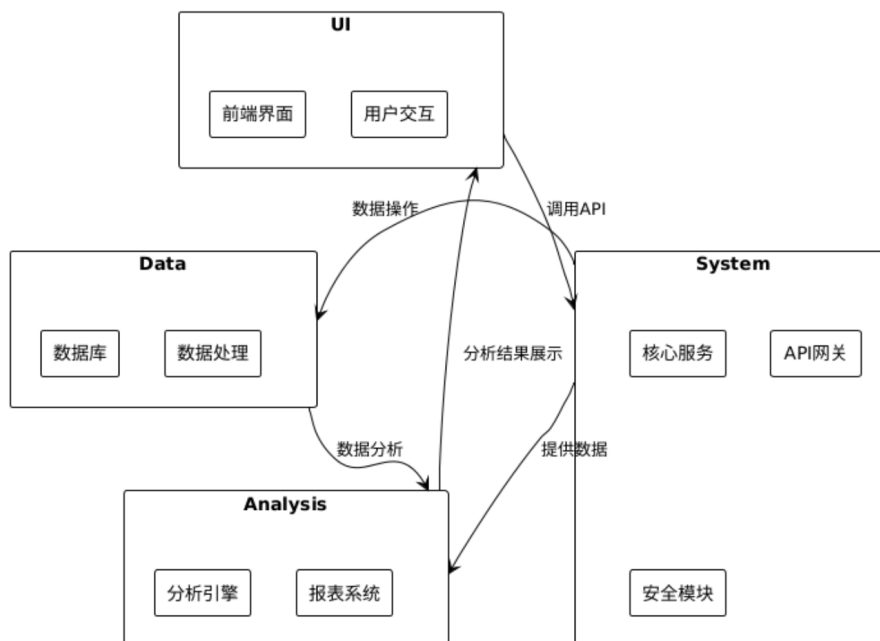 UI
前端界面
用户交互
数据操作
调用API
Data
System
数据库
数据处理
分析结果展示
核心服务
API网关
数据分析
提供数据
Analysis
分析引擎
报表系统
安全模块